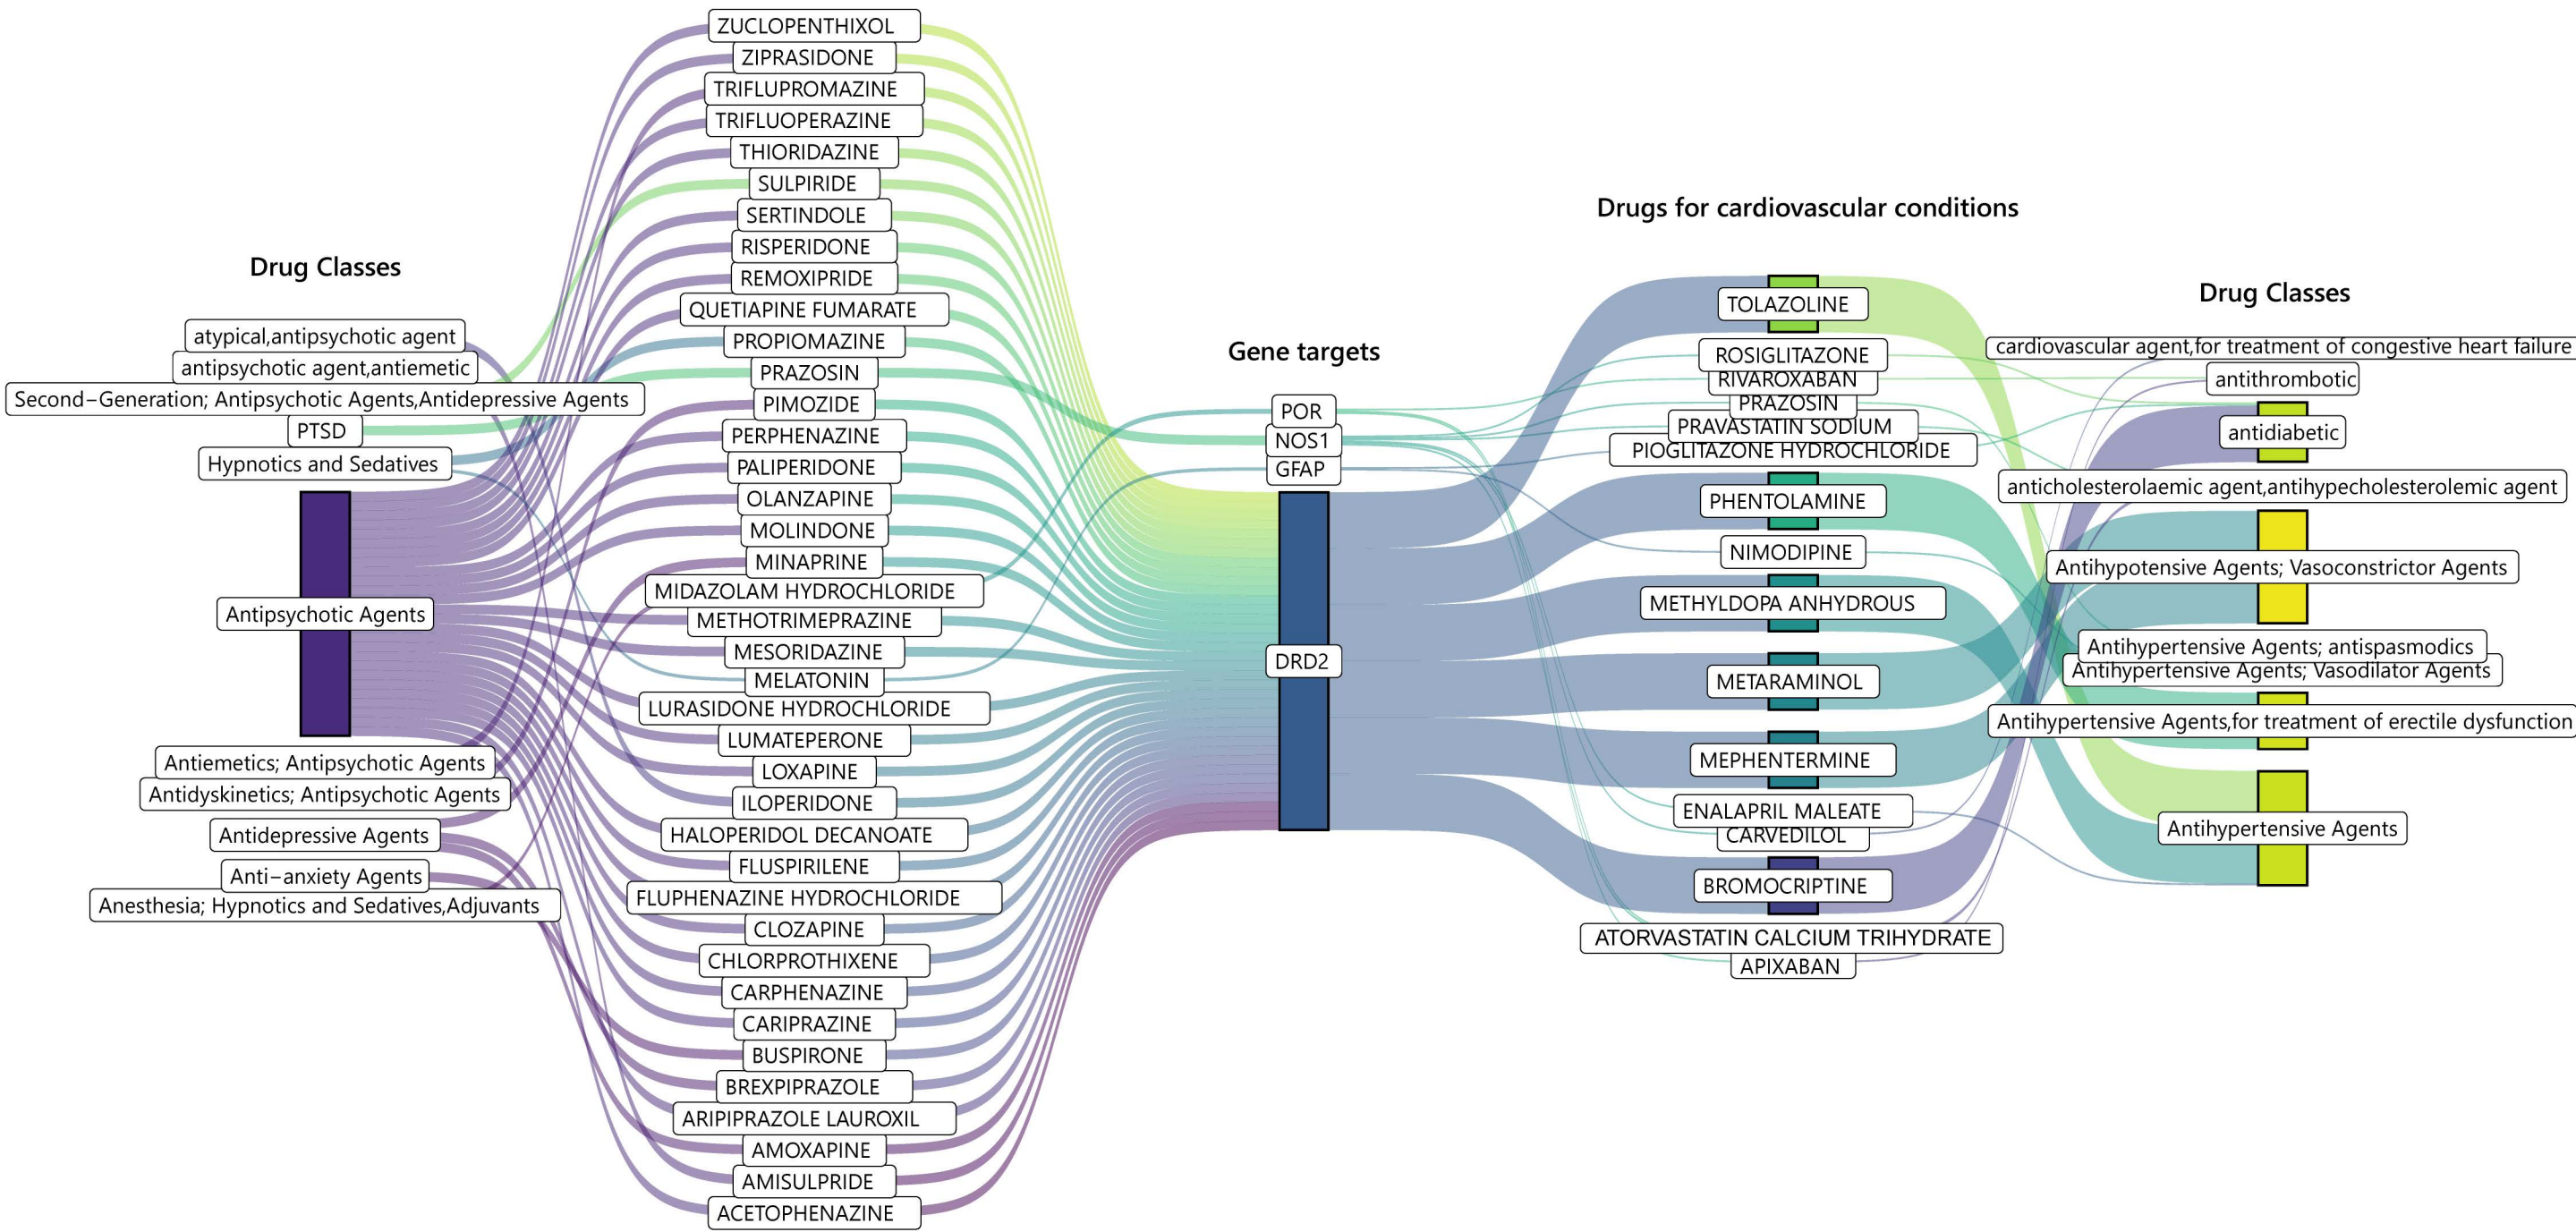 Drug Classes
atypical,antipsychotic agent
antipsychotic agent,antiemetic
Second−Generation; Antipsychotic Agents,Antidepressive Agents
PTSD
Hypnotics and Sedatives
Antipsychotic Agents
Antiemetics; Antipsychotic Agents
Antidyskinetics; Antipsychotic Agents
Antidepressive Agents
Anti−anxiety Agents
Anesthesia; Hypnotics and Sedatives,Adjuvants
ZUCLOPENTHIXOL
ZIPRASIDONE
TRIFLUPROMAZINE
TRIFLUOPERAZINE
THIORIDAZINE
SULPIRIDE
SERTINDOLE
RISPERIDONE
REMOXIPRIDE
QUETIAPINE FUMARATE
PROPIOMAZINE
PRAZOSIN
PIMOZIDE
PERPHENAZINE
PALIPERIDONE
OLANZAPINE
MOLINDONE
MINAPRINE
MIDAZOLAM HYDROCHLORIDE
METHOTRIMEPRAZINE
MESORIDAZINE
MELATONIN
LURASIDONE HYDROCHLORIDE
LUMATEPERONE
LOXAPINE
ILOPERIDONE
HALOPERIDOL DECANOATE
FLUSPIRILENE
FLUPHENAZINE HYDROCHLORIDE
CLOZAPINE
CHLORPROTHIXENE
CARPHENAZINE
CARIPRAZINE
BUSPIRONE
BREXPIPRAZOLE
ARIPIPRAZOLE LAUROXIL
AMOXAPINE
AMISULPRIDE
ACETOPHENAZINE
Gene targets
POR
NOS1
GFAP
DRD2
Drugs for cardiovascular conditions
TOLAZOLINE
ROSIGLITAZONE
RIVAROXABAN
PRAZOSIN
PRAVASTATIN SODIUM
PIOGLITAZONE HYDROCHLORIDE
PHENTOLAMINE
NIMODIPINE
METHYLDOPA ANHYDROUS
METARAMINOL
MEPHENTERMINE
ENALAPRIL MALEATE
CARVEDILOL
BROMOCRIPTINE
ATORVASTATIN CALCIUM TRIHYDRATE
APIXABAN
Drug Classes
cardiovascular agent,for treatment of congestive heart failure
antithrombotic
antidiabetic
anticholesterolaemic agent,antihypecholesterolemic agent
Antihypotensive Agents; Vasoconstrictor Agents
Antihypertensive Agents; antispasmodics
Antihypertensive Agents; Vasodilator Agents
Antihypertensive Agents,for treatment of erectile dysfunction
Antihypertensive Agents